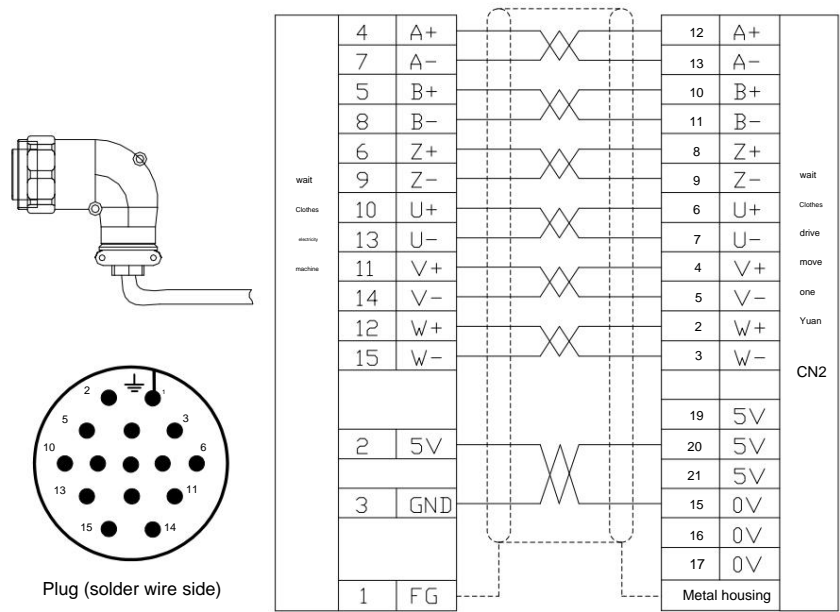 4 A+ 12 A+
7 A- 13 A-
5 B+ 10 B+
8 B- 11 B-
6 Z+ 8 Z+
wait 9 Z- 9 Z- wait
Clothes 10 U+ 6 U+ Clothes
electricity 13 U- 7 U- drive
machine 11 V+ 4 V+ move
14 V- 5 V- one
12 W+ 2 W+ Yuan
15 W- 3 W-
CN2
19 5V
2 5V 20 5V
21 5V
3 GND 15 0V
16 0V
17 0V
1 FG Metal housing
2 1
5 3
10 6
13 11
15 14
Plug (solder wire side)